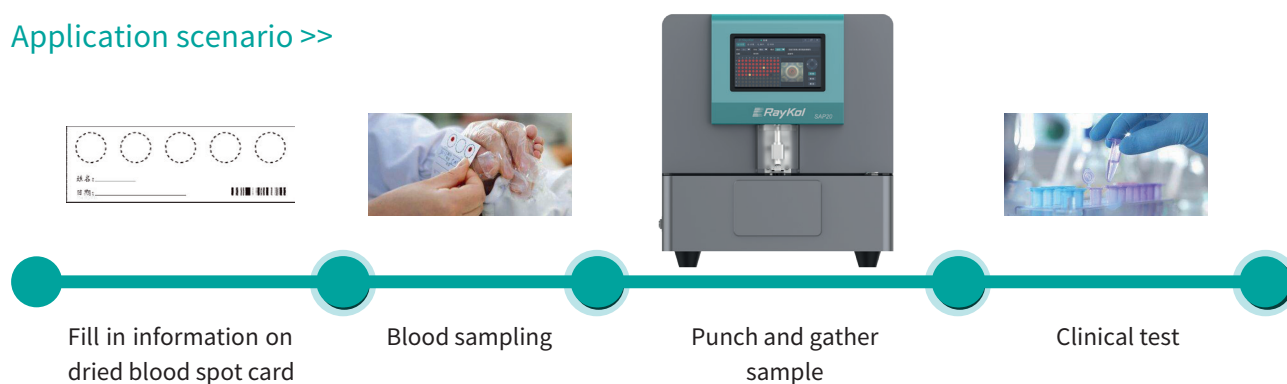 Application scenario >>
RayKol SAP20
姓名:
日期:
Fill in information on
dried blood spot card
Blood sampling
Punch and gather
sample
Clinical test